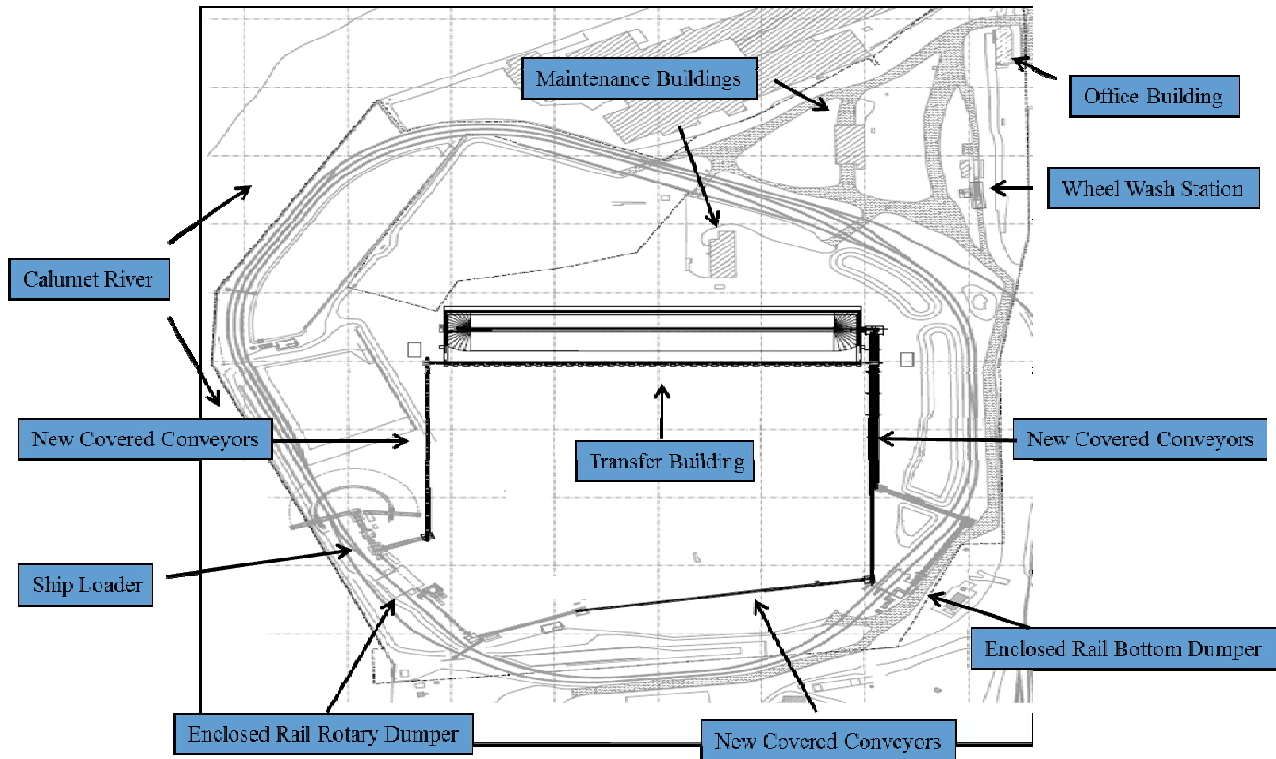 Maintenance Buildings
Office Building
Wheel Wash Station
Calumet River
New Covered Conveyors
New Covered Conveyors
Transfer Building
Ship Loader
Enclosed Rail Bottom Dumper
Enclosed Rail Rotary Dumper
New Covered Conveyors